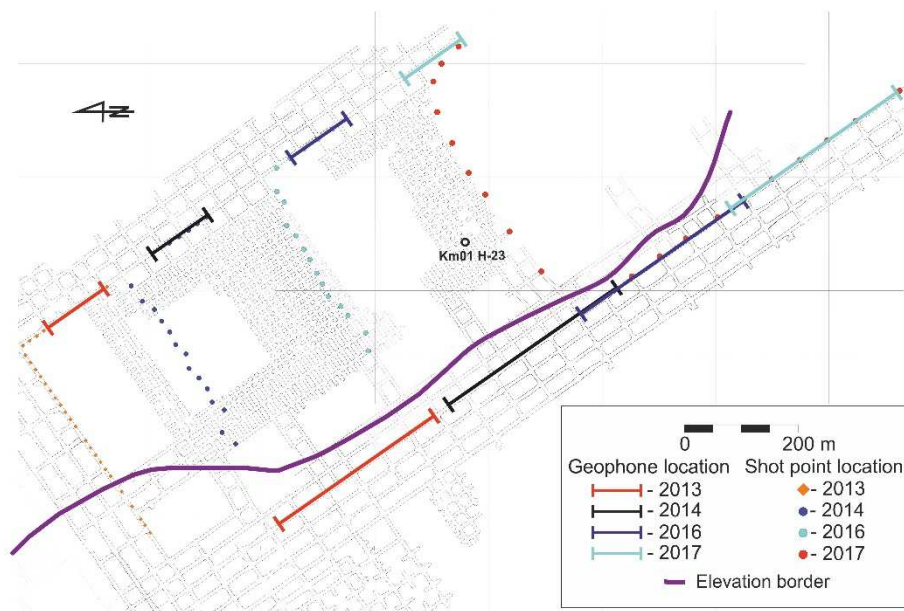 N
Km01 H-23
0 200 m
Geophone location Shot point location
- 2013 - 2013
- 2014 - 2014
- 2016 - 2016
- 2017 - 2017
Elevation border